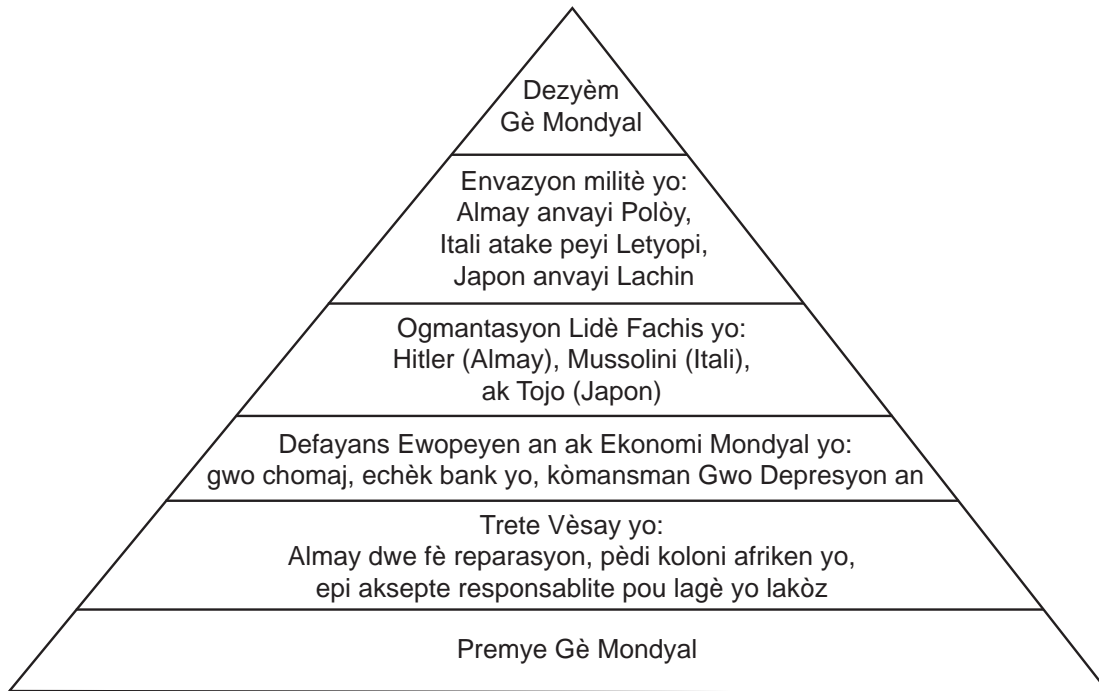 Dezyèm
Gè Mondyal
Envazyon militè yo:
Almay anvayi Polòy,
Itali atake peyi Letyopi,
Japon anvayi Lachin
Ogmantasyon Lidè Fachis yo:
Hitler (Almay), Mussolini (Itali),
ak Tojo (Japon)
Defayans Ewopeyen an ak Ekonomi Mondyal yo:
gwo chomaj, echèk bank yo, kòmansman Gwo Depresyon an
Trete Vèsay yo:
Almay dwe fè reparasyon, pèdi koloni afriken yo,
epi aksepte responsablite pou lagè yo lakòz
Premye Gè Mondyal